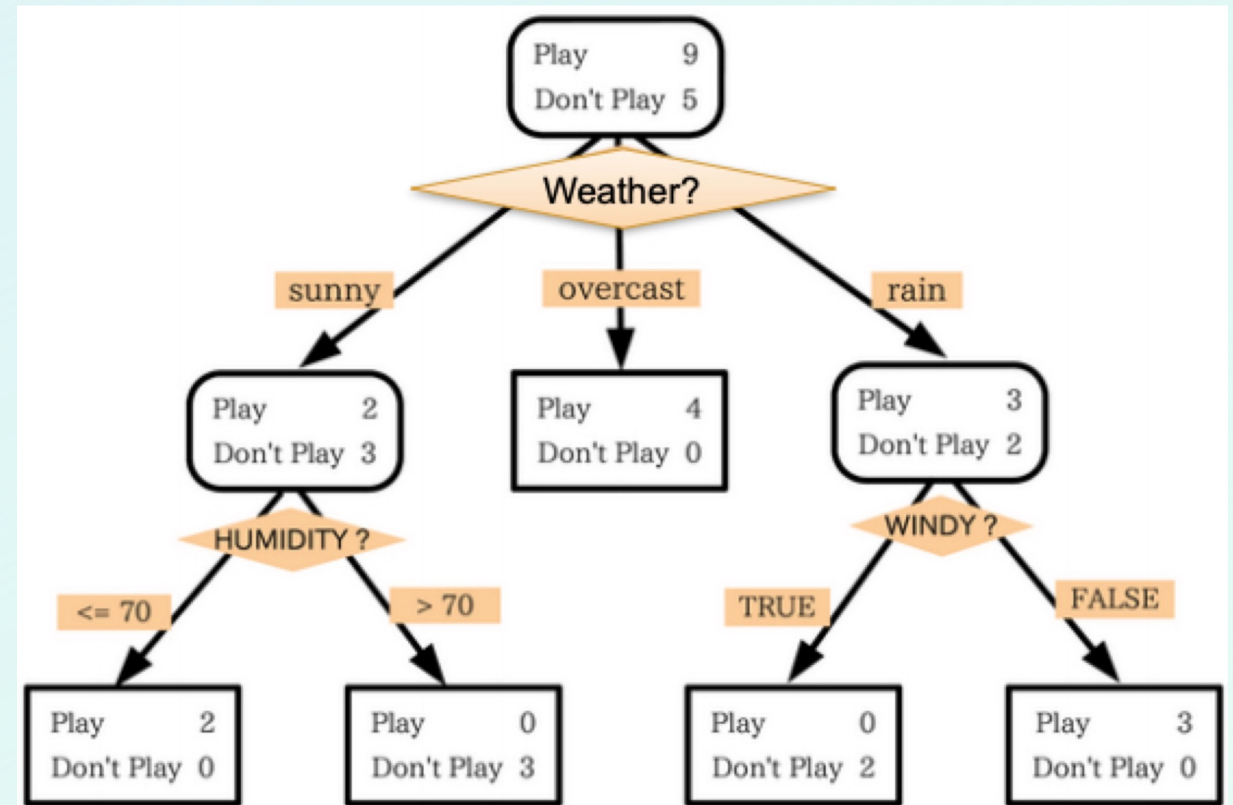 Play 9
Don't Play 5
Weather?
sunny
overcast
rain
Play 2
Don't Play 3
Play 4
Don't Play 0
Play 3
Don't Play 2
HUMIDITY ?
WINDY ?
<= 70
> 70
TRUE
FALSE
Play 2
Don't Play 0
Play 0
Don't Play 3
Play 0
Don't Play 2
Play 3
Don't Play 0